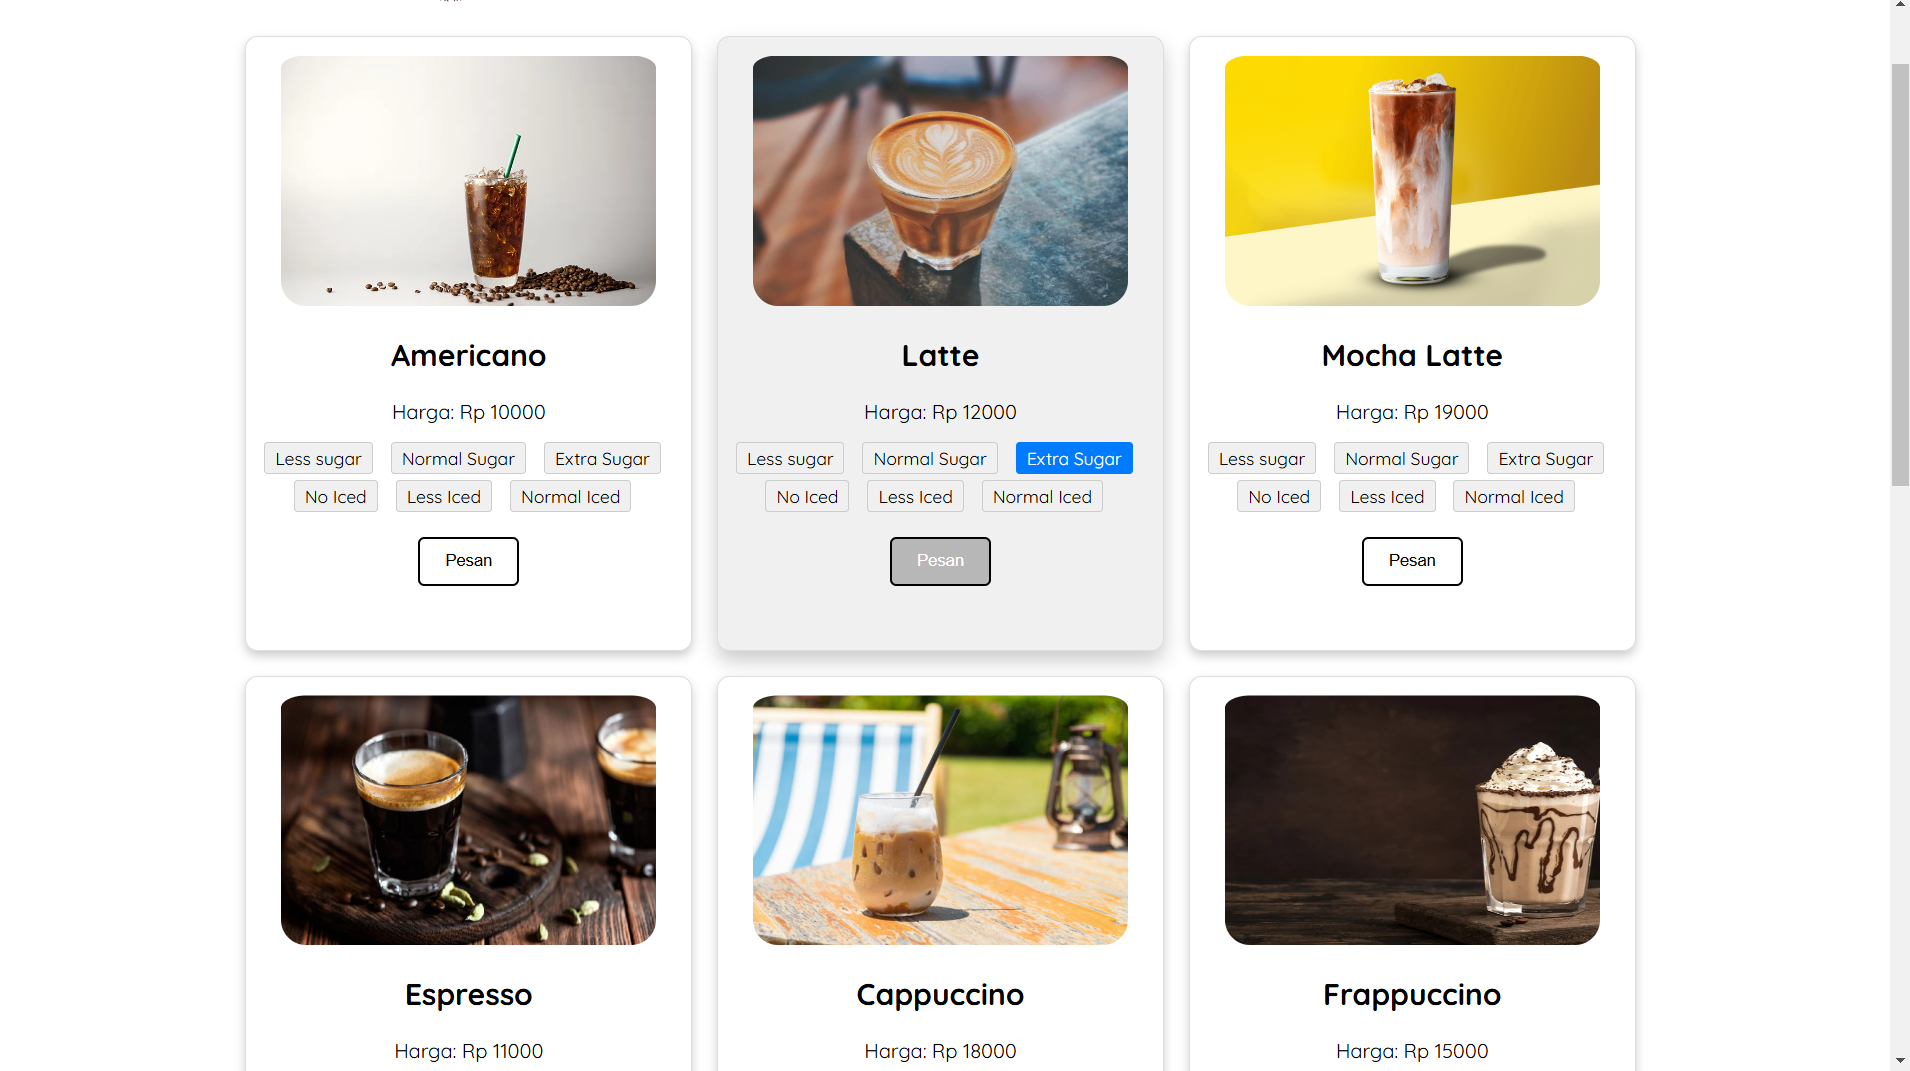 Americano
Harga: Rp 10000
Less sugar Normal Sugar Extra Sugar
No Iced Less Iced Normal Iced
Pesan
Latte
Harga: Rp 12000
Less sugar Normal Sugar Extra Sugar
No Iced Less Iced Normal Iced
Pesan
Mocha Latte
Harga: Rp 19000
Less sugar Normal Sugar Extra Sugar
No Iced Less Iced Normal Iced
Pesan
Espresso
Harga: Rp 11000
Cappuccino
Harga: Rp 18000
Frappuccino
Harga: Rp 15000